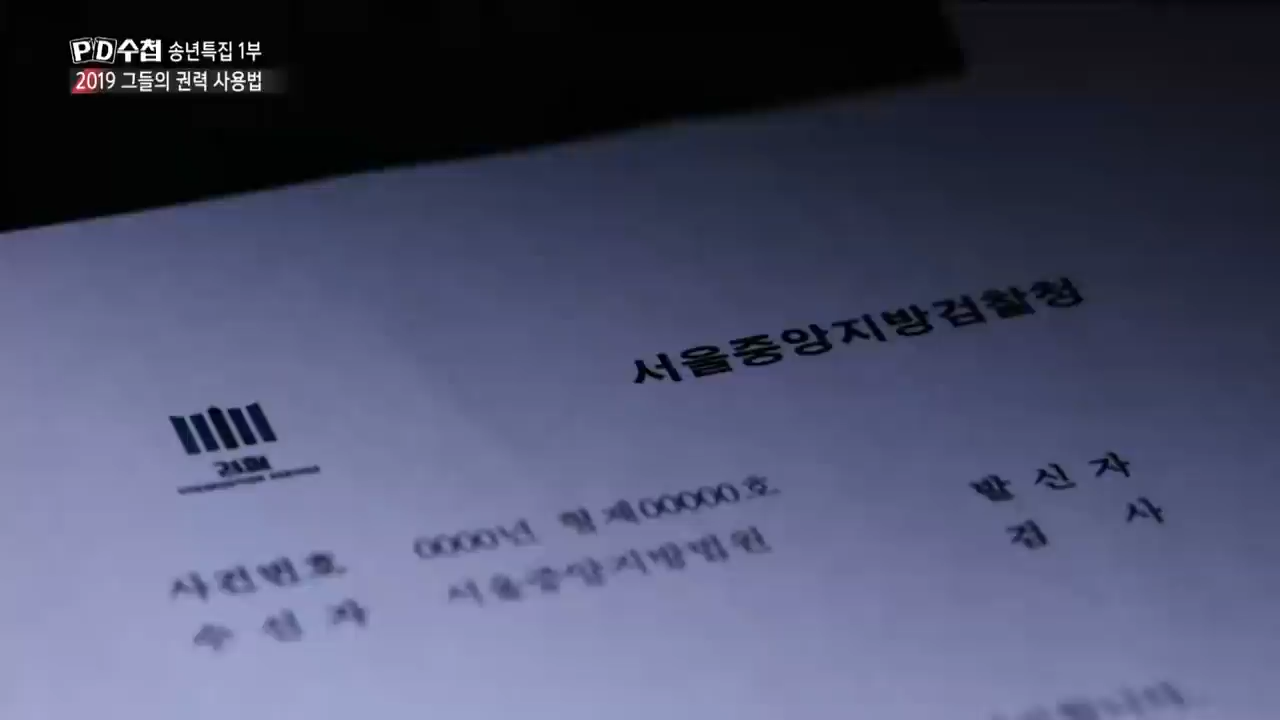 PD수첩 송년특집 1부
2019 그들의 권력 사용법
서울중앙지방검찰청
검찰
사건번호 0000년 형제00000호 발신자
수신자 서울중앙지방법원 검사